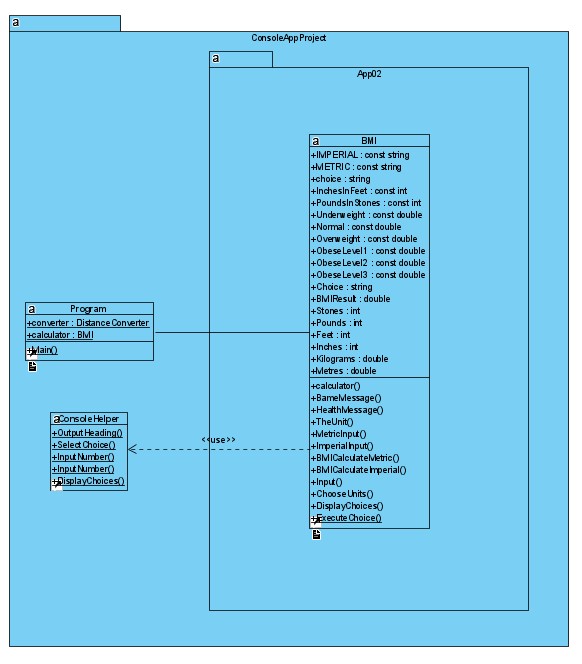 a
ConsoleAppProject
a
App02
a
BMI
+IMPERIAL : const string
+METRIC : const string
+choice : string
+InchesInFeet : const int
+PoundsInStones : const int
+Underweight : const double
+Normal : const double
+Overweight : const double
+ObeseLevel1 : const double
+ObeseLevel2 : const double
+ObeseLevel3 : const double
+Choice : string
+BMIResult : double
+Stones : int
+Pounds : int
+Feet : int
+Inches : int
+Kilograms : double
+Metres : double
+calculator()
+BameMessage()
+HealthMessage()
+TheUnit()
+MetricInput()
+ImperialInput()
+BMICalculateMetric()
+BMICalculateImperial()
+Input()
+ChooseUnits()
+DisplayChoices()
+ExecuteChoice()
a
Program
+converter : DistanceConverter
+calculator : BMI
+Main()
a
ConsoleHelper
+OutputHeading()
+SelectChoice()
+InputNumber()
+InputNumber()
+DisplayChoices()
<<use>>